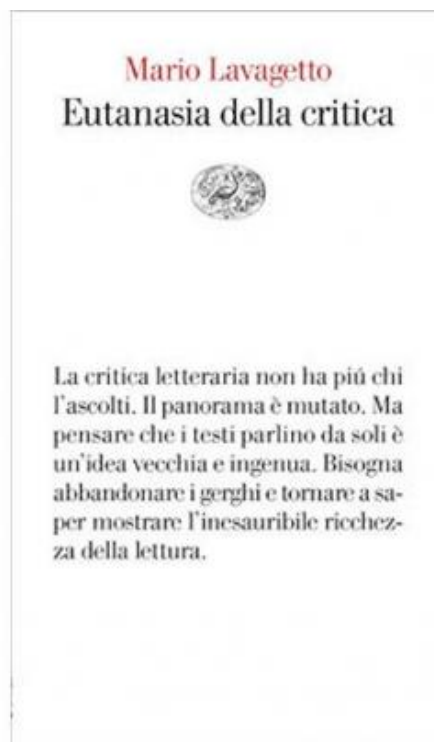 Mario Lavagetto
Eutanasia della critica
La critica letteraria non ha piú chi
l'ascolti. Il panorama è mutato. Ma
pensare che i testi parlino da soli è
un'idea vecchia e ingenua. Bisogna
abbandonare i gerghi e tornare a sa-
per mostrare l'inesauribile ricchez-
za della lettura.